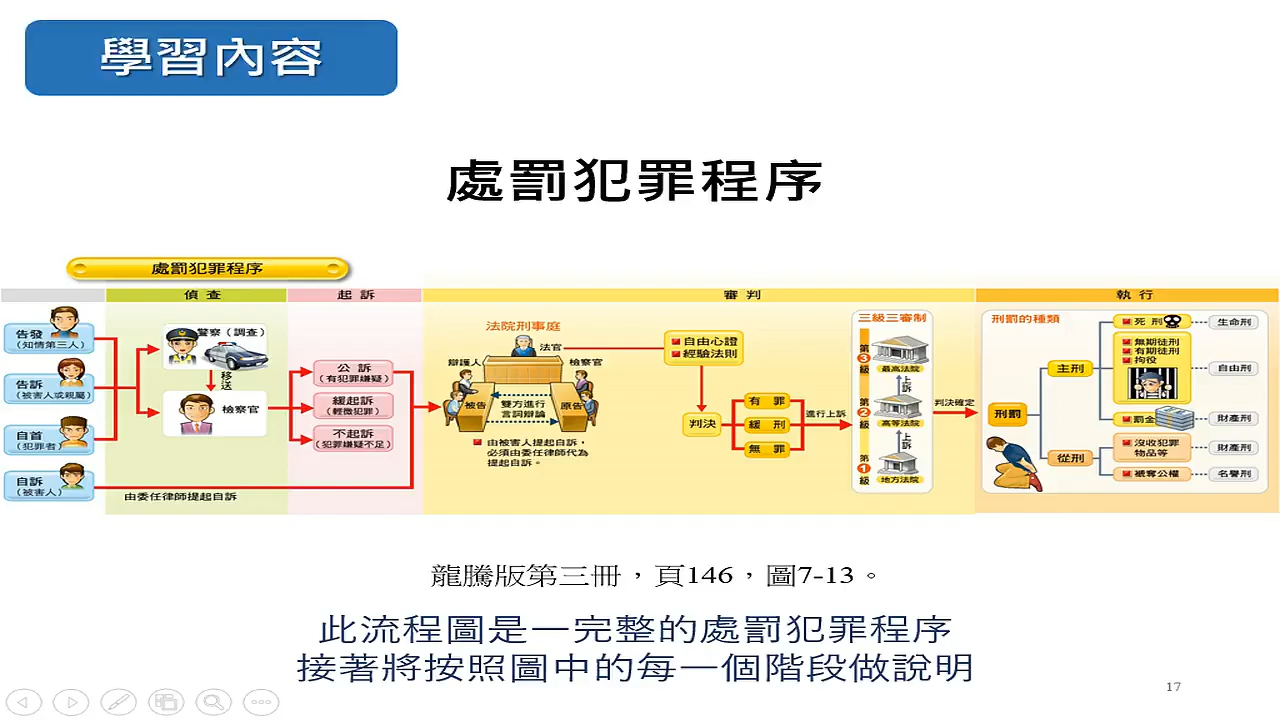 學習內容
處罰犯罪程序
處罰犯罪程序
偵查
起訴
審判
執行
告發
(知情第三人)
告訴
(被害人或親屬)
自首
(犯罪者)
自訴
(被害人)
警察(調查)
移送
檢察官
由委任律師提起自訴
公訴
(有犯罪嫌疑)
緩起訴
(輕微犯罪)
不起訴
(犯罪嫌疑不足)
法院刑事庭
法官
辯護人
檢察官
被告
雙方進行
言詞辯論
原告
■ 由被害人提起自訴,
必須由委任律師代為
提起自訴。
■ 自由心證
■ 經驗法則
判決
有罪
緩刑
無罪
進行上訴
三級三審制
第3級
最高法院
上訴
第2級
高等法院
上訴
第1級
地方法院
判決確定
刑罰的種類
刑罰
主刑
■ 死刑
生命刑
■ 無期徒刑
■ 有期徒刑
■ 拘役
自由刑
■ 罰金
財產刑
從刑
■ 沒收犯罪
物品等
財產刑
■ 褫奪公權
名譽刑
龍騰版第三冊,頁146,圖7-13。
此流程圖是一完整的處罰犯罪程序
接著將按照圖中的每一個階段做說明
17